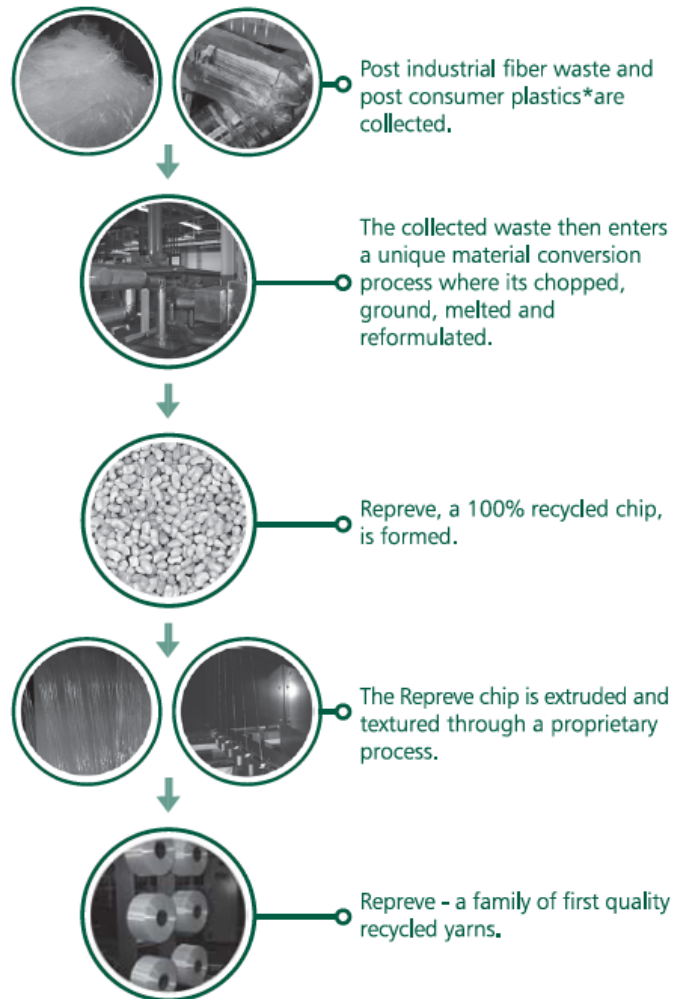 Post industrial fiber waste and
post consumer plastics*are
collected.
The collected waste then enters
a unique material conversion
process where its chopped,
ground, melted and
reformulated.
Repreve, a 100% recycled chip,
is formed.
The Repreve chip is extruded and
textured through a proprietary
process.
Repreve - a family of first quality
recycled yarns.